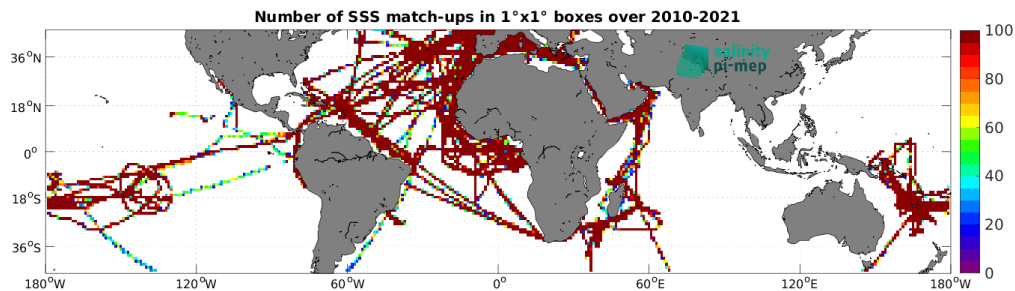 Number of SSS match-ups in 1°x1° boxes over 2010-2021
salinity
pi-mep
36°N
18°N
0°
18°S
36°S
180°W
120°W
60°W
0°
60°E
120°E
180°W
100
80
60
40
20
0